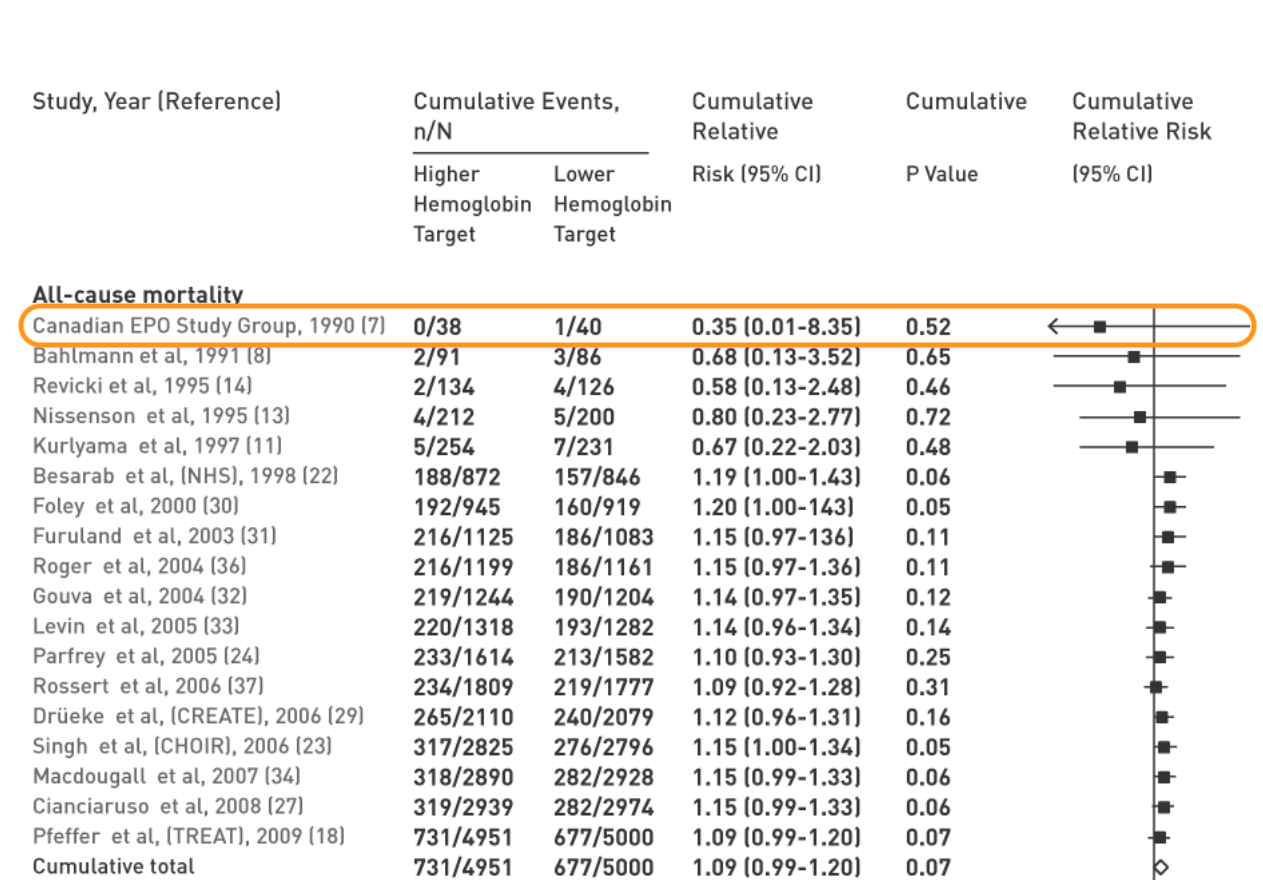 Study, Year (Reference) Cumulative Events, Cumulative Cumulative Cumulative
n/N Relative Relative Risk
Higher Lower Risk (95% CI) P Value (95% CI)
Hemoglobin Hemoglobin
Target Target
All-cause mortality
Canadian EPO Study Group, 1990 (7) 0/38 1/40 0.35 (0.01-8.35) 0.52
Bahlmann et al, 1991 (8) 2/91 3/86 0.68 (0.13-3.52) 0.65
Revicki et al, 1995 (14) 2/134 4/126 0.58 (0.13-2.48) 0.46
Nissenson et al, 1995 (13) 4/212 5/200 0.80 (0.23-2.77) 0.72
Kurlyama et al, 1997 (11) 5/254 7/231 0.67 (0.22-2.03) 0.48
Besarab et al, (NHS), 1998 (22) 188/872 157/846 1.19 (1.00-1.43) 0.06
Foley et al, 2000 (30) 192/945 160/919 1.20 (1.00-143) 0.05
Furuland et al, 2003 (31) 216/1125 186/1083 1.15 (0.97-136) 0.11
Roger et al, 2004 (36) 216/1199 186/1161 1.15 (0.97-1.36) 0.11
Gouva et al, 2004 (32) 219/1244 190/1204 1.14 (0.97-1.35) 0.12
Levin et al, 2005 (33) 220/1318 193/1282 1.14 (0.96-1.34) 0.14
Parfrey et al, 2005 (24) 233/1614 213/1582 1.10 (0.93-1.30) 0.25
Rossert et al, 2006 (37) 234/1809 219/1777 1.09 (0.92-1.28) 0.31
Drüeke et al, (CREATE), 2006 (29) 265/2110 240/2079 1.12 (0.96-1.31) 0.16
Singh et al, (CHOIR), 2006 (23) 317/2825 276/2796 1.15 (1.00-1.34) 0.05
Macdougall et al, 2007 (34) 318/2890 282/2928 1.15 (0.99-1.33) 0.06
Cianciaruso et al, 2008 (27) 319/2939 282/2974 1.15 (0.99-1.33) 0.06
Pfeffer et al, (TREAT), 2009 (18) 731/4951 677/5000 1.09 (0.99-1.20) 0.07
Cumulative total 731/4951 677/5000 1.09 (0.99-1.20) 0.07